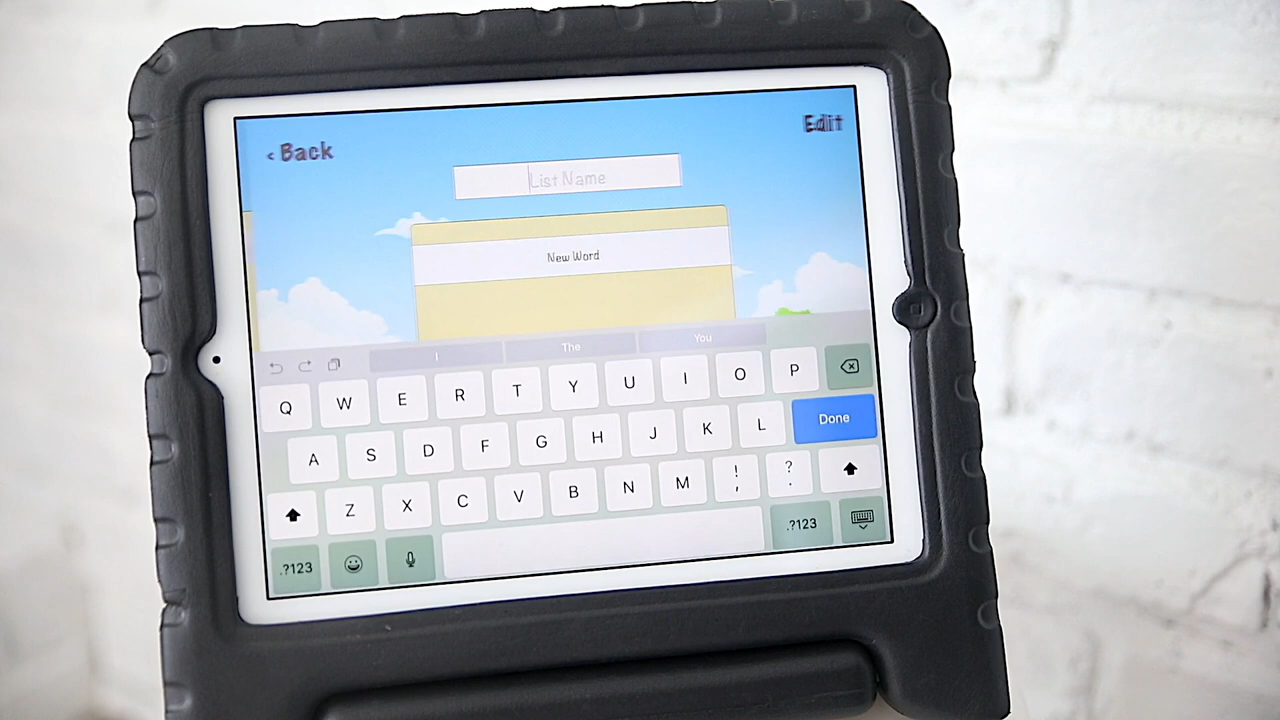 < Back
Edit
List Name
New Word
I The You
Q W E R T Y U I O P
A S D F G H J K L Done
Z X C V B N M ! , ? .
.?123 .?123